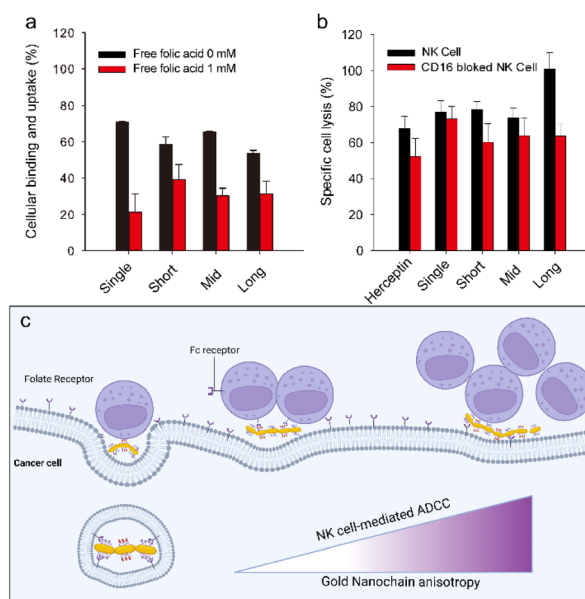 a
Cellular binding and uptake (%)
120
100
80
60
40
20
0
Free folic acid 0 mM
Free folic acid 1 mM
Single
Short
Mid
Long
b
Specific cell lysis (%)
120
100
80
60
40
20
0
NK Cell
CD16 bloked NK Cell
Herceptin
Single
Short
Mid
Long
c
Fc receptor
Folate Receptor
Cancer cell
NK cell-mediated ADCC
Gold Nanochain anisotropy